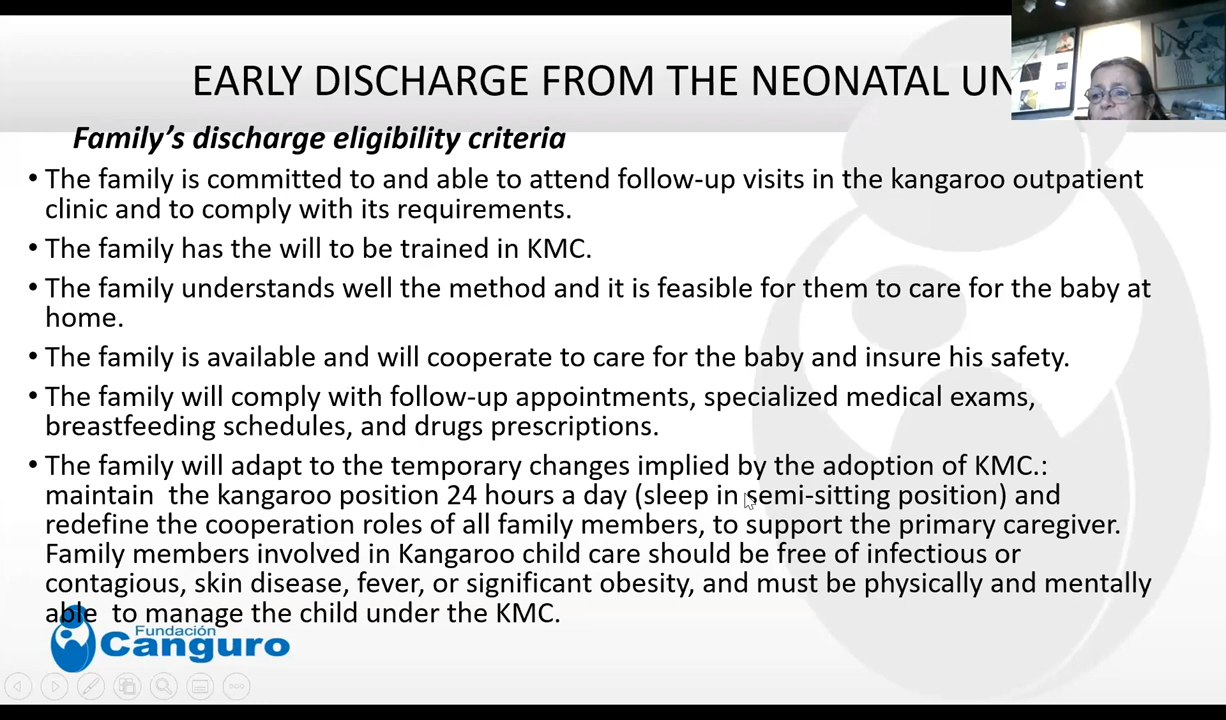 EARLY DISCHARGE FROM THE NEONATAL UN
Family's discharge eligibility criteria
• The family is committed to and able to attend follow-up visits in the kangaroo outpatient
clinic and to comply with its requirements.
• The family has the will to be trained in KMC.
• The family understands well the method and it is feasible for them to care for the baby at
home.
• The family is available and will cooperate to care for the baby and insure his safety.
• The family will comply with follow-up appointments, specialized medical exams,
breastfeeding schedules, and drugs prescriptions.
• The family will adapt to the temporary changes implied by the adoption of KMC.:
maintain  the kangaroo position 24 hours a day (sleep in semi-sitting position) and
redefine the cooperation roles of all family members, to support the primary caregiver.
Family members involved in Kangaroo child care should be free of infectious or
contagious, skin disease, fever, or significant obesity, and must be physically and mentally
able  to manage the child under the KMC.
Fundación
Canguro